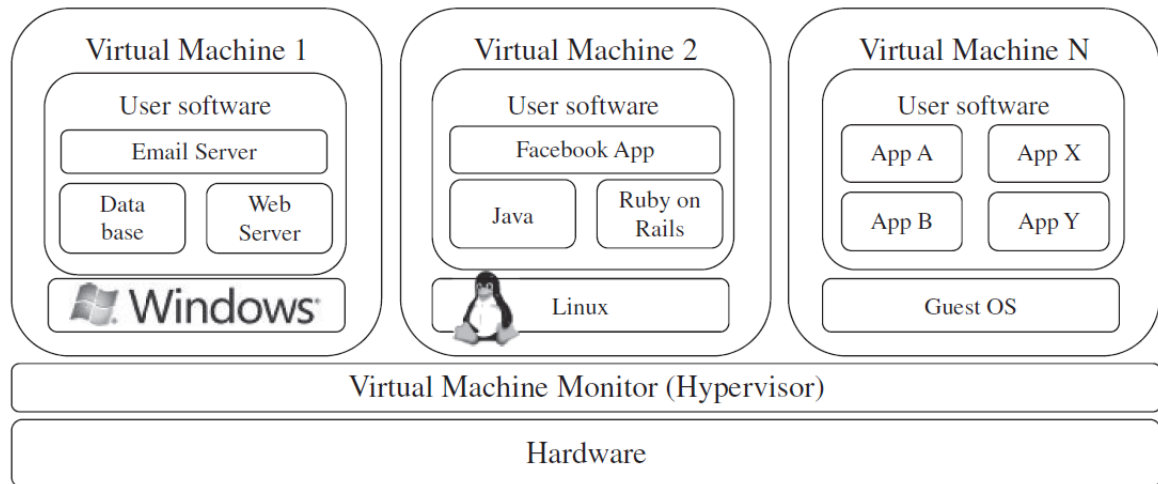 Virtual Machine 1
User software
Email Server
Data
base
Web
Server
Windows
Virtual Machine 2
User software
Facebook App
Java
Ruby on
Rails
Linux
Virtual Machine N
User software
App A
App X
App B
App Y
Guest OS
Virtual Machine Monitor (Hypervisor)
Hardware